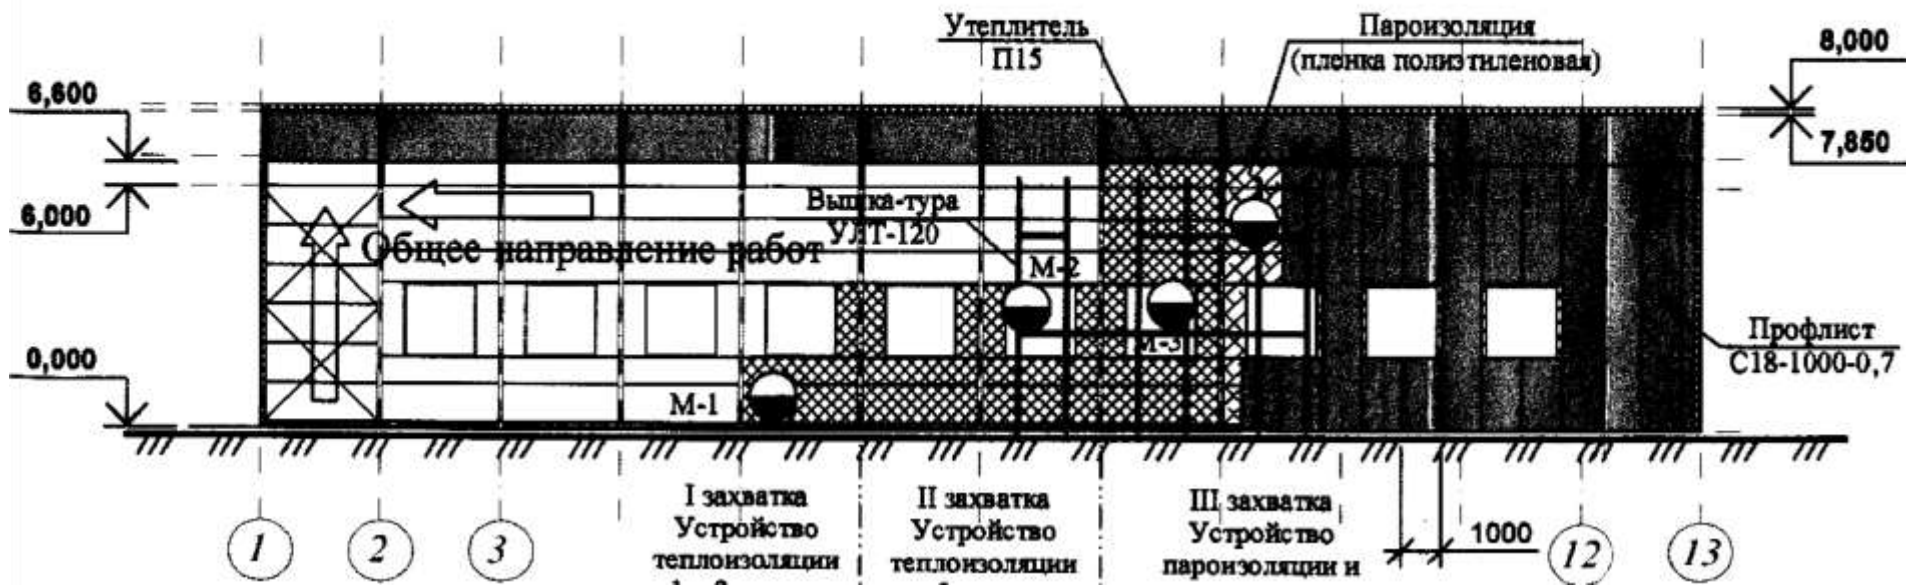 Утеплитель
П15
Пароизоляция
(пленка полиэтиленовая)
8,000
7,850
6,600
6,000
0,000
Вышка-тура
УЛТ-120
Общее направление работ
М-2
М-3
М-1
Профлист
С18-1000-0,7
I захватка
Устройство
теплоизоляции
II захватка
Устройство
теплоизоляции
III захватка
Устройство
пароизоляции и
1000
1
2
3
12
13